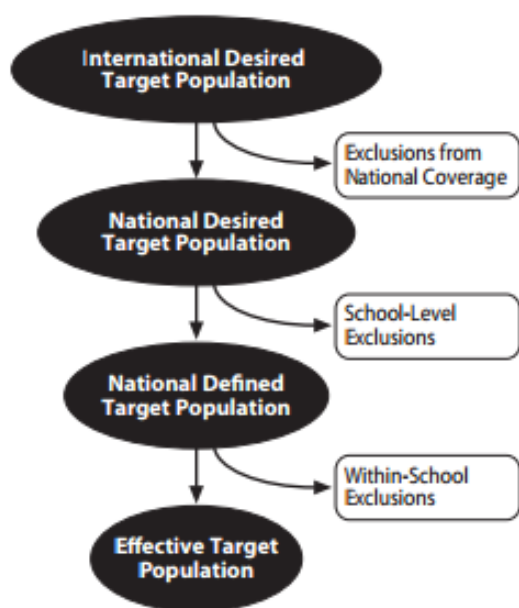 International Desired
Target Population
Exclusions from
National Coverage
National Desired
Target Population
School-Level
Exclusions
National Defined
Target Population
Within-School
Exclusions
Effective Target
Population